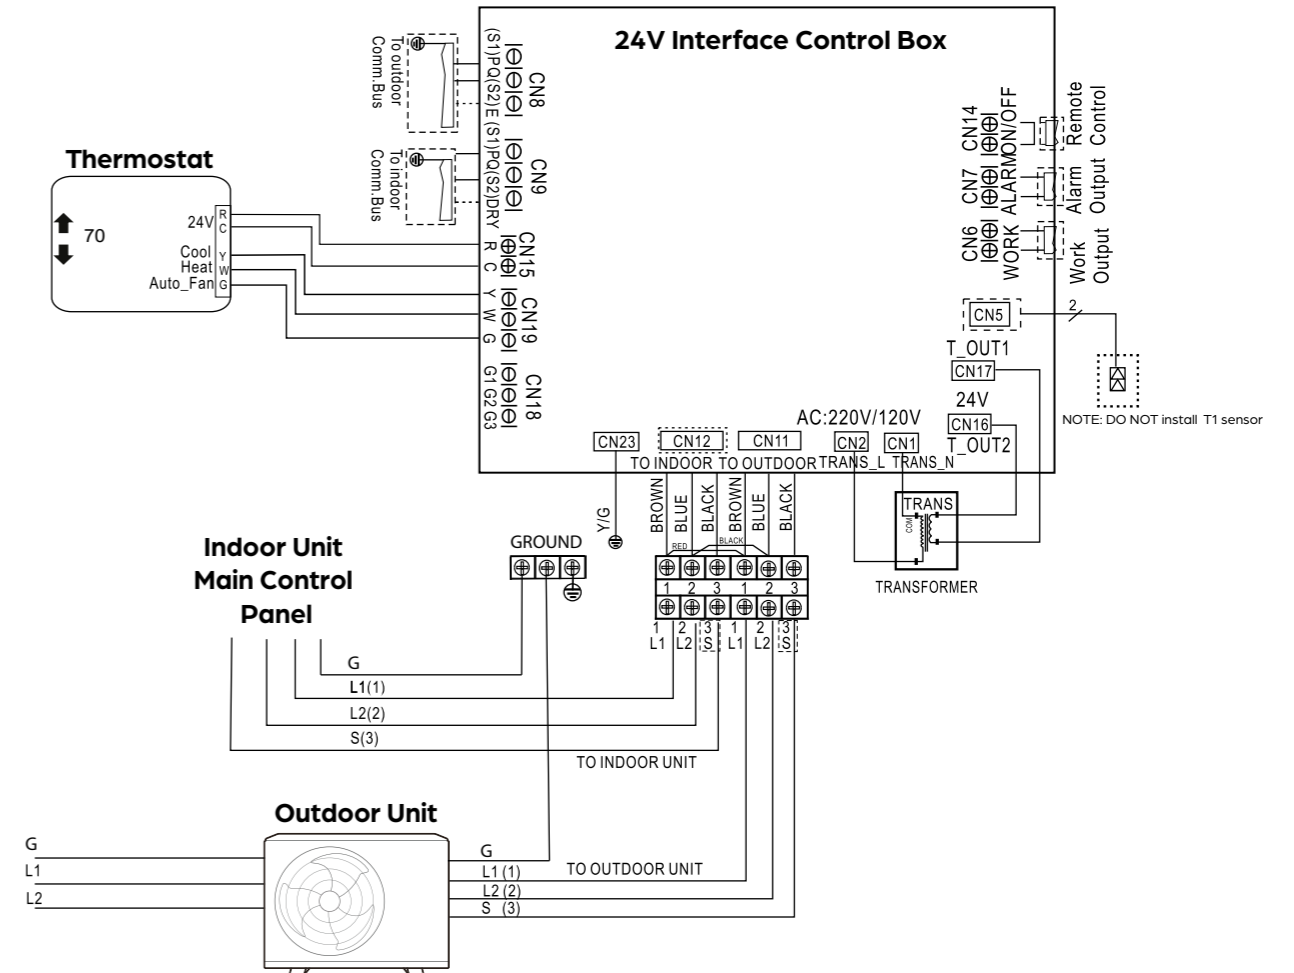 24V Interface Control Box
To outdoor
Comm.Bus
(S1)PQ(S2)E
CN8
To indoor
Comm.Bus
(S1)PQ(S2)DRY
CN9
Thermostat
70
24V
R
C
Cool
Y
Heat
W
Auto_Fan
G
R
C
CN15
Y
W
G
CN19
G1 G2 G3
CN18
CN14
ON/OFF
Remote
Control
CN7
ALARM
Alarm
Output
CN6
WORK
Work
Output
CN5
2
NOTE: DO NOT install T1 sensor
T_OUT1
CN17
24V
CN16
T_OUT2
AC:220V/120V
CN23
CN12
CN11
CN2
CN1
TO INDOOR
TO OUTDOOR
TRANS_L
TRANS_N
Y/G
BROWN
BLUE
BLACK
BROWN
BLUE
BLACK
RED
BLACK
TRANS
COM
TRANSFORMER
GROUND
1 2 3 1 2 3
1 2 3 1 2 3
L1 L2 S L1 L2 S
Indoor Unit
Main Control
Panel
G
L1(1)
L2(2)
S(3)
TO INDOOR UNIT
Outdoor Unit
G
L1
L2
G
L1 (1)
L2 (2)
S (3)
TO OUTDOOR UNIT